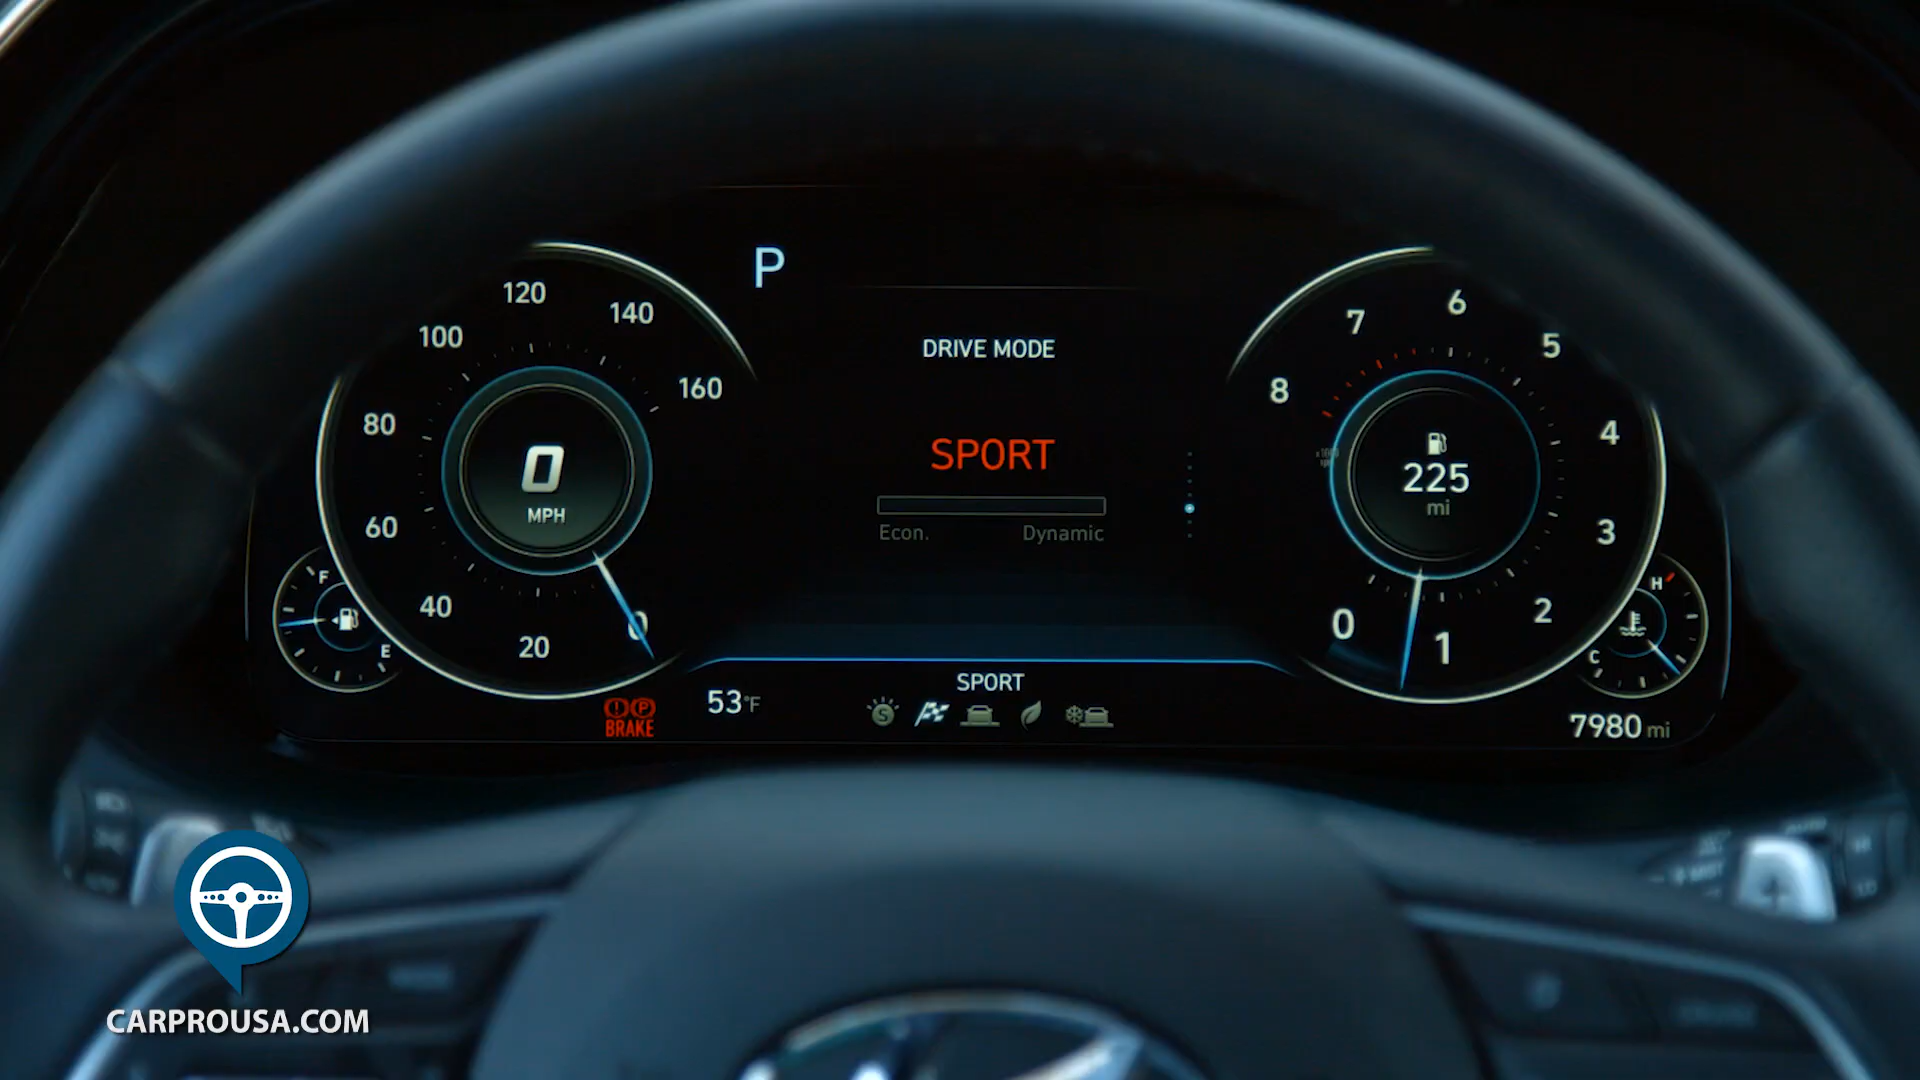 P
DRIVE MODE
SPORT
Econ. Dynamic
0
20
40
60
80
100
120
140
160
0
MPH
F
E
BRAKE
53°F
SPORT
S
8
7
6
5
4
3
2
1
0
225
mi
H
C
7980 mi
CARPROUSA.COM